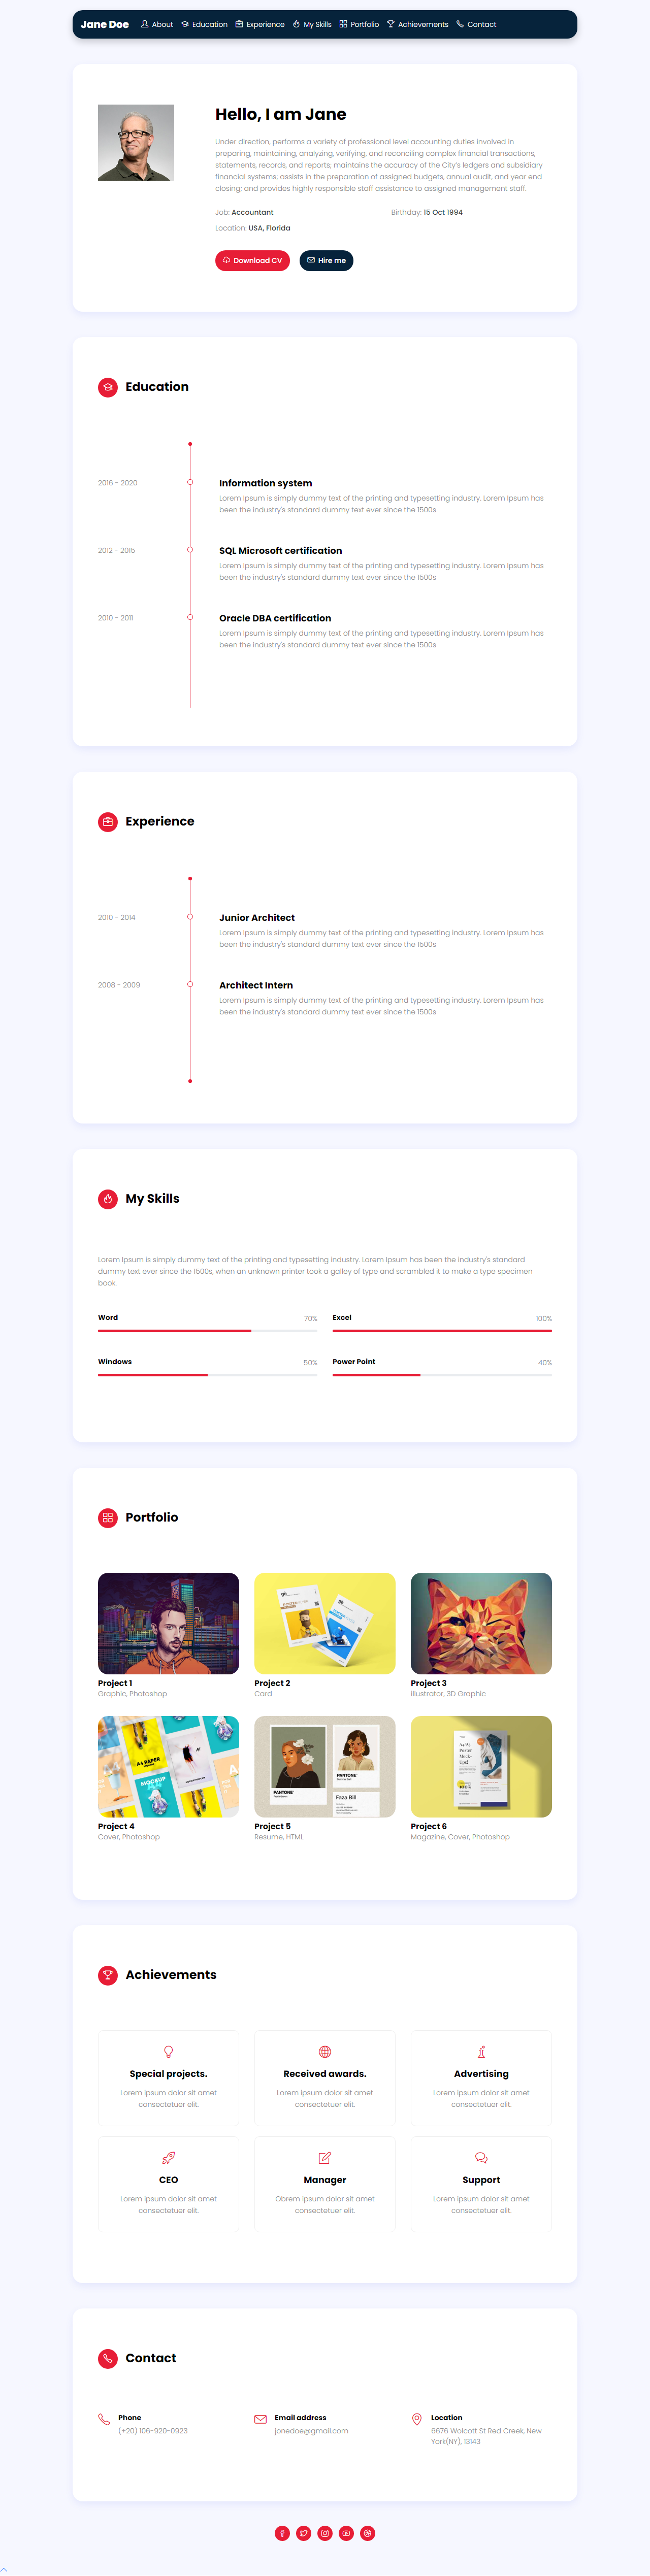 Jane Doe About Education Experience My Skills Portfolio Achievements Contact
Hello, I am Jane
Under direction, performs a variety of professional level accounting duties involved in
preparing, maintaining, analyzing, verifying, and reconciling complex financial transactions,
statements, records, and reports; maintains the accuracy of the City's ledgers and subsidiary
financial systems; assists in the preparation of assigned budgets, annual audit, and year end
closing; and provides highly responsible staff assistance to assigned management staff.
Job: Accountant Birthday: 15 Oct 1994
Location: USA, Florida
Download CV Hire me
Education
2016 - 2020 Information system
Lorem Ipsum is simply dummy text of the printing and typesetting industry. Lorem Ipsum has
been the industry's standard dummy text ever since the 1500s
2012 - 2015 SQL Microsoft certification
Lorem Ipsum is simply dummy text of the printing and typesetting industry. Lorem Ipsum has
been the industry's standard dummy text ever since the 1500s
2010 - 2011 Oracle DBA certification
Lorem Ipsum is simply dummy text of the printing and typesetting industry. Lorem Ipsum has
been the industry's standard dummy text ever since the 1500s
Experience
2010 - 2014 Junior Architect
Lorem Ipsum is simply dummy text of the printing and typesetting industry. Lorem Ipsum has
been the industry's standard dummy text ever since the 1500s
2008 - 2009 Architect Intern
Lorem Ipsum is simply dummy text of the printing and typesetting industry. Lorem Ipsum has
been the industry's standard dummy text ever since the 1500s
My Skills
Lorem Ipsum is simply dummy text of the printing and typesetting industry. Lorem Ipsum has been the industry's standard
dummy text ever since the 1500s, when an unknown printer took a galley of type and scrambled it to make a type specimen
book.
Word 70% Excel 100%
Windows 50% Power Point 40%
Portfolio
Project 1 Project 2 Project 3
Graphic, Photoshop Card illustrator, 3D Graphic
A4 PAPER
MOCKUP
PANTONE
PANTONE
Faza Bill
A4/A5
Poster
Mock-
Ups!
Project 4 Project 5 Project 6
Cover, Photoshop Resume, HTML Magazine, Cover, Photoshop
Achievements
Special projects. Received awards. Advertising
Lorem ipsum dolor sit amet Lorem ipsum dolor sit amet Lorem ipsum dolor sit amet
consectetuer elit. consectetuer elit. consectetuer elit.
CEO Manager Support
Lorem ipsum dolor sit amet Obrem ipsum dolor sit amet Lorem ipsum dolor sit amet
consectetuer elit. consectetuer elit. consectetuer elit.
Contact
Phone Email address Location
(+20) 106-920-0923 jonedoe@gmail.com 6676 Wolcott St Red Creek, New
York(NY), 13143